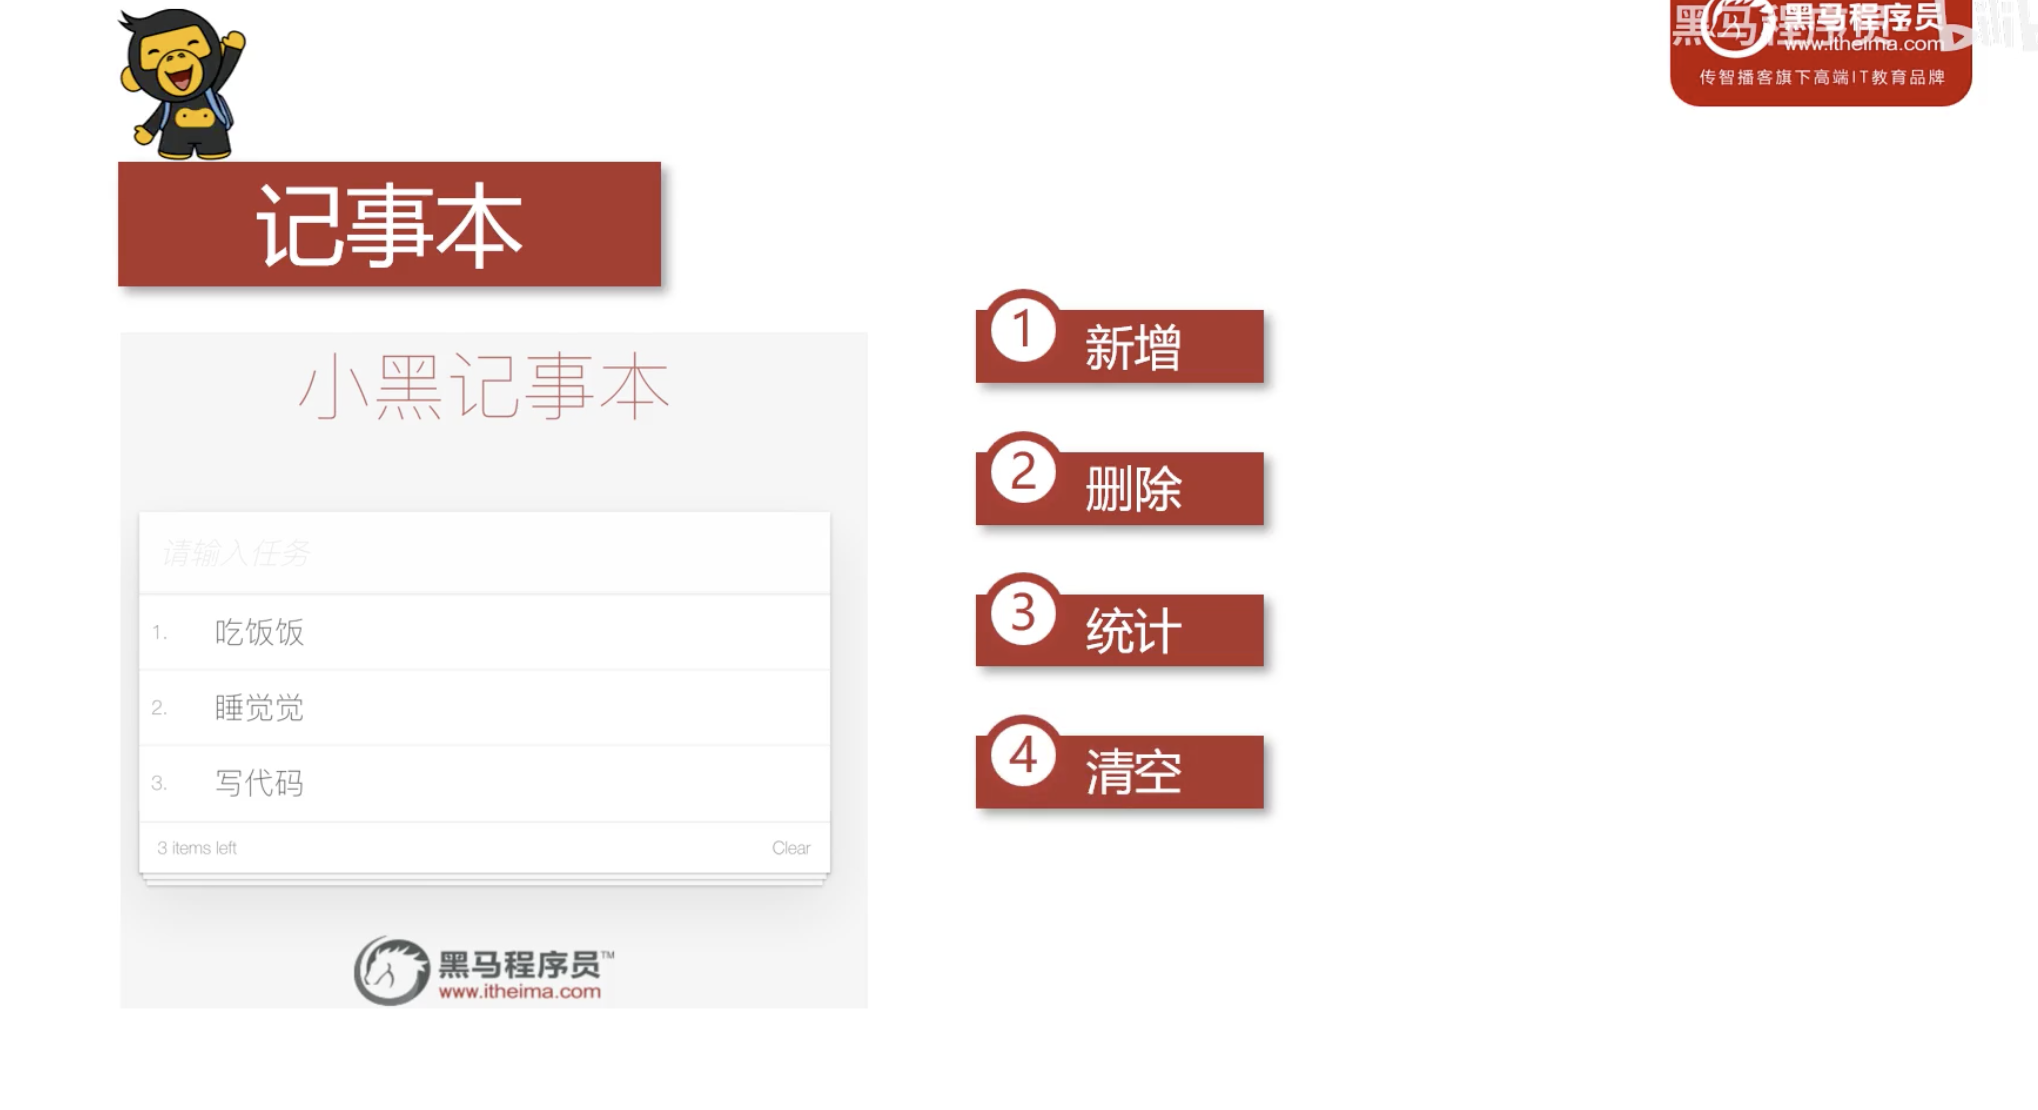 黑马程序员
www.itheima.com
传智播客旗下高端IT教育品牌
记事本
小黑记事本
请输入任务
1. 吃饭饭
2. 睡觉觉
3. 写代码
3 items left Clear
黑马程序员™
www.itheima.com
1 新增
2 删除
3 统计
4 清空